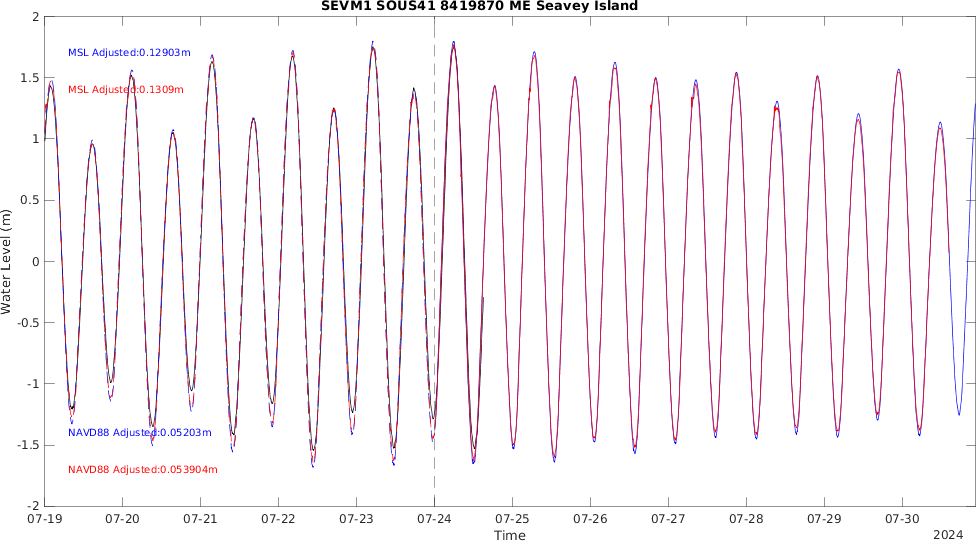 SEVM1 SOUS41 8419870 ME Seavey Island
2
MSL Adjusted:0.12903m
1.5
MSL Adjusted:0.1309m
1
0.5
0
-0.5
-1
NAVD88 Adjusted:0.05203m
-1.5
NAVD88 Adjusted:0.053904m
-2
Water Level (m)
07-19 07-20 07-21 07-22 07-23 07-24 07-25 07-26 07-27 07-28 07-29 07-30
Time
2024